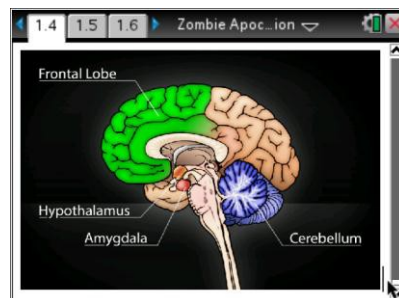 1.4 1.5 1.6 Zombie Apoc...ion
Frontal Lobe
Hypothalamus
Amygdala
Cerebellum